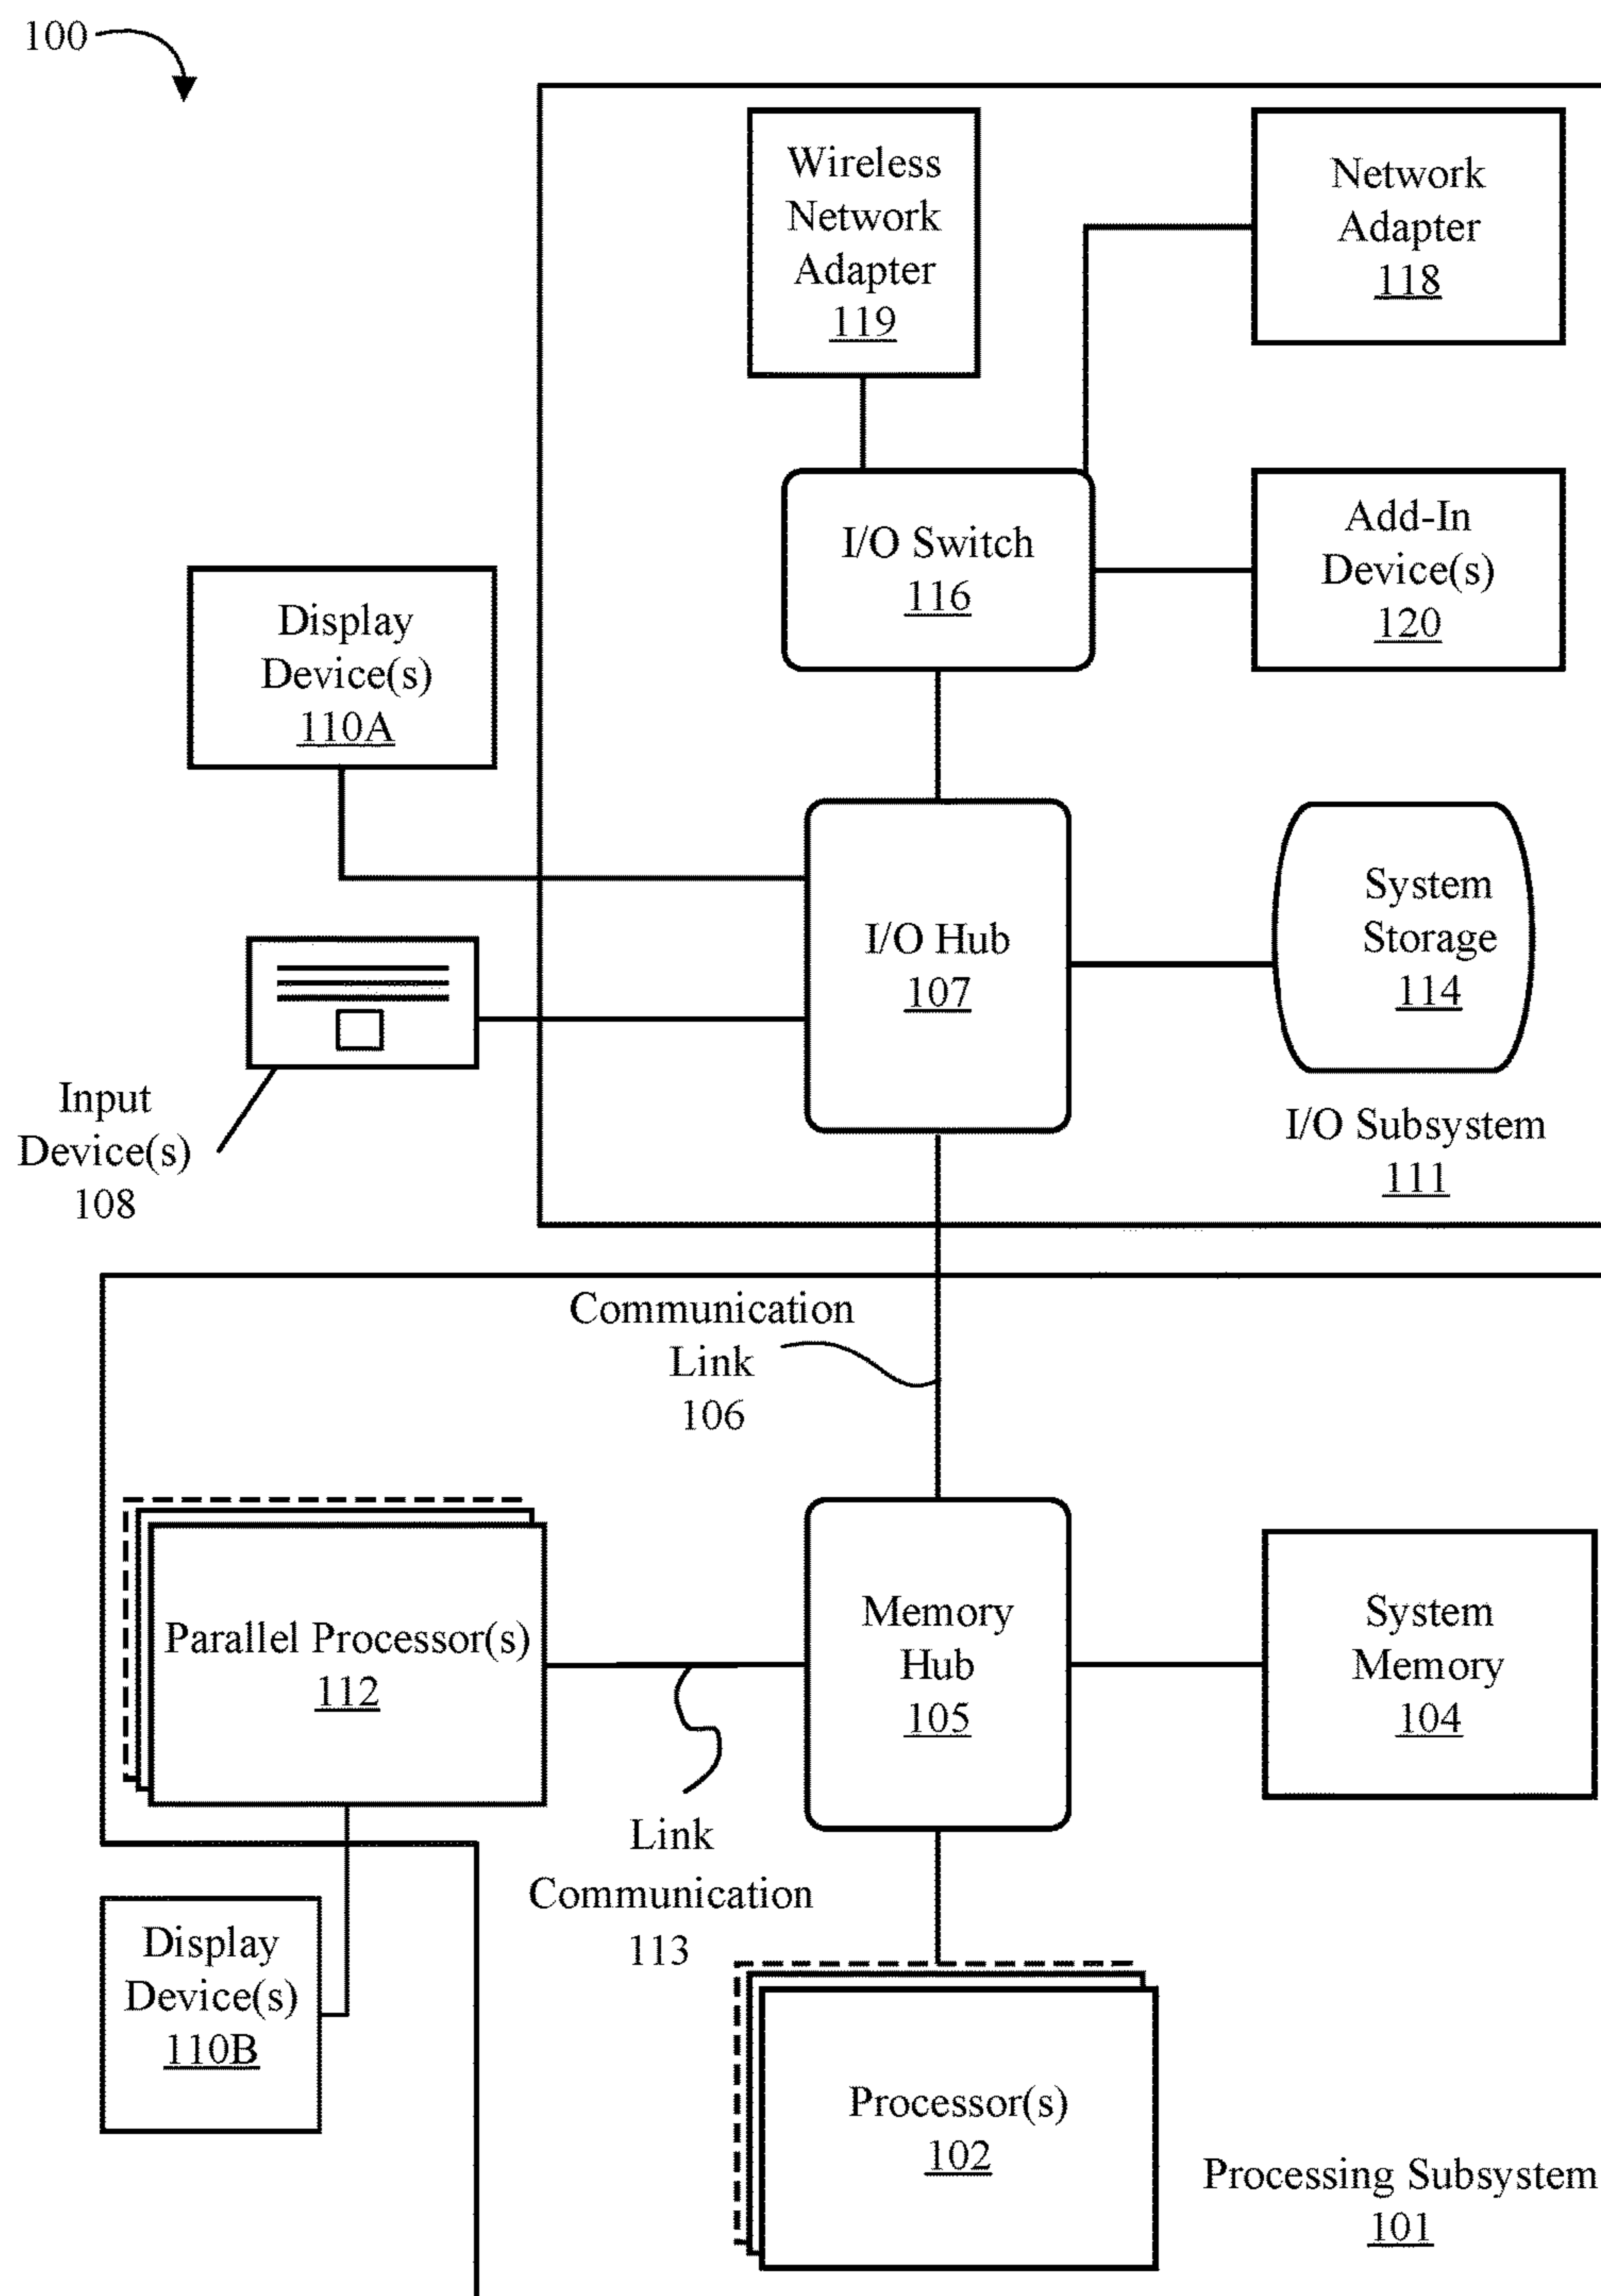 100
Wireless
Network
Adapter
119
Network
Adapter
118
I/O Switch
116
Add-In
Device(s)
120
Display
Device(s)
110A
I/O Hub
107
System
Storage
114
Input
Device(s)
108
I/O Subsystem
111
Communication
Link
106
Parallel Processor(s)
112
Memory
Hub
105
System
Memory
104
Link
Communication
113
Display
Device(s)
110B
Processor(s)
102
Processing Subsystem
101